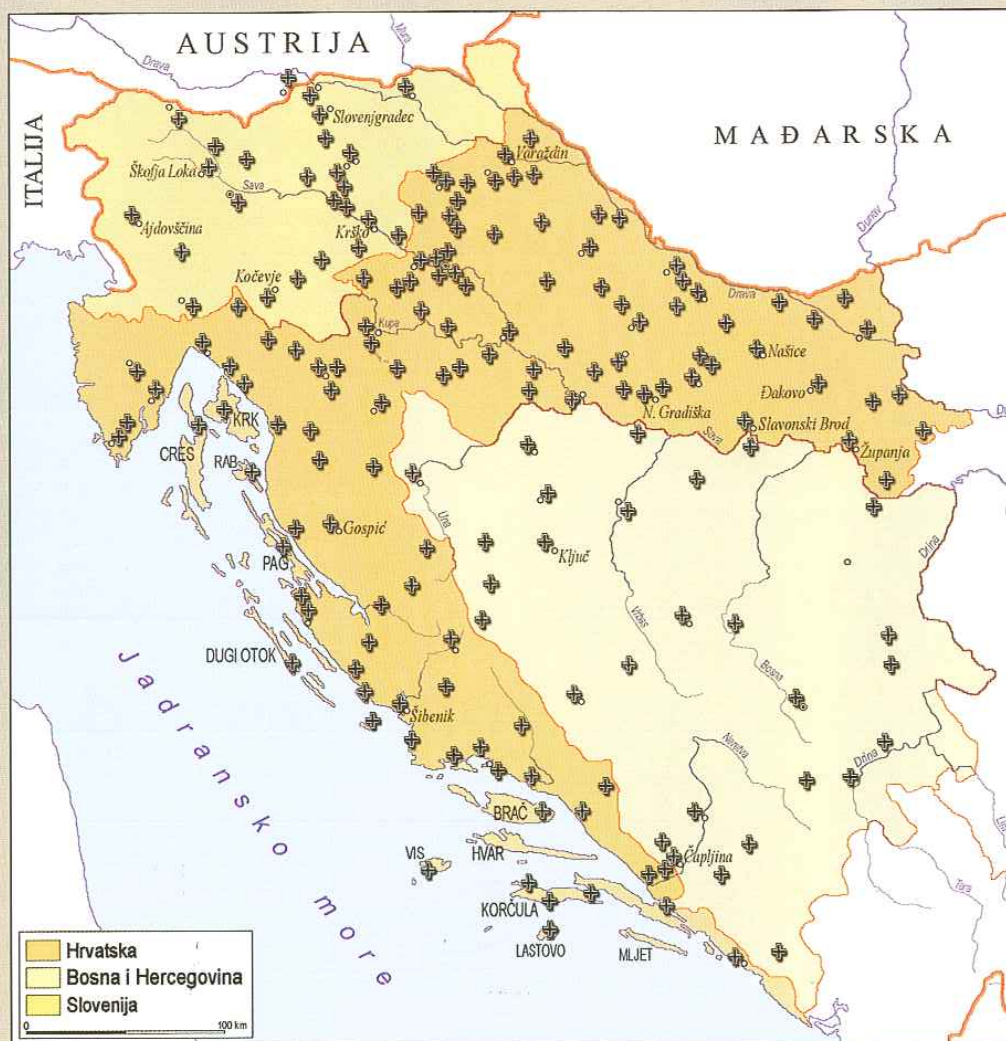 AUSTRIJA
MAĐARSKA
ITALIJA
Drava
Mura
Dunav
Slovenjgradec
Varaždin
Škofja Loka
Sava
Ajdovščina
Krško
Kočevje
Kupa
Drava
Našice
Đakovo
N. Gradiška
Slavonski Brod
Sava
Županja
KRK
CRES
RAB
Una
Gospić
PAG
Ključ
Vrbas
Bosna
Drina
DUGI OTOK
Šibenik
Jadransko more
Neretva
Drina
BRAČ
VIS
HVAR
Čapljina
KORČULA
LASTOVO
MLJET
Tara
Hrvatska
Bosna i Hercegovina
Slovenija
0 100 km